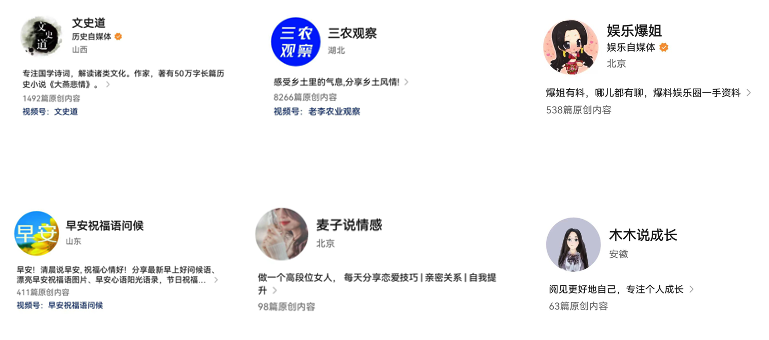 文史道
文史道
历史自媒体
山西
专注国学诗词，解读诸类文化。作家，著有50万字长篇历
史小说《大燕悲情》。
1492篇原创内容
视频号：文史道
三农
观察
三农观察
湖北
感受乡土里的气息,分享乡土风情!
8266篇原创内容
视频号：老李农业观察
娱乐爆姐
娱乐自媒体
北京
爆姐有料，哪儿都有聊，爆料娱乐圈一手资料
538篇原创内容
早安
早安祝福语问候
山东
早安！清晨说早安, 祝福心情好！分享最新早上好问候语、
漂亮早安祝福语图片、早安心语阳光语录，节日祝福...
411篇原创内容
视频号：早安祝福语问候
麦子说情感
北京
做一个高段位女人， 每天分享恋爱技巧 | 亲密关系 | 自我提
升
98篇原创内容
木木说成长
安徽
阅见更好地自己，专注个人成长
63篇原创内容